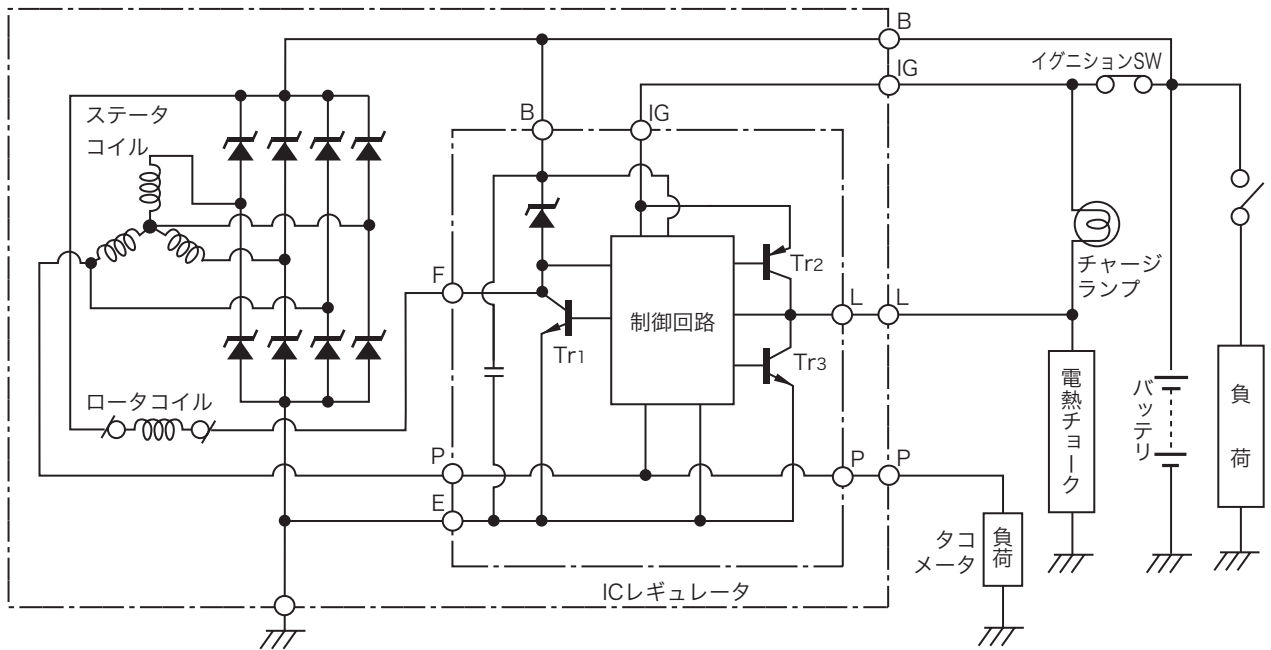 B
イグニションSW
IG
ステータ
コイル
B
IG
Tr2
チャージ
ランプ
F
L
L
制御回路
Tr1
Tr3
電熱チョーク
バッテリ
負荷
ロータコイル
P
P
P
E
タコ
メータ
負荷
ICレギュレータ